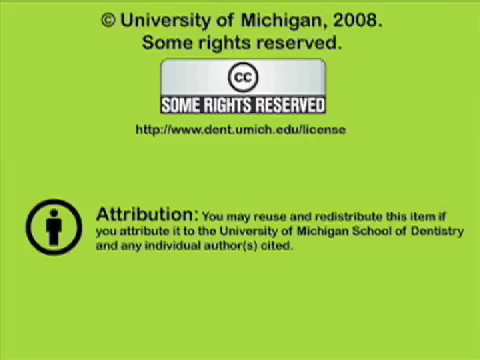 © University of Michigan, 2008.
Some rights reserved.
cc
SOME RIGHTS RESERVED
http://www.dent.umich.edu/license
Attribution: You may reuse and redistribute this item if
you attribute it to the University of Michigan School of Dentistry
and any individual author(s) cited.